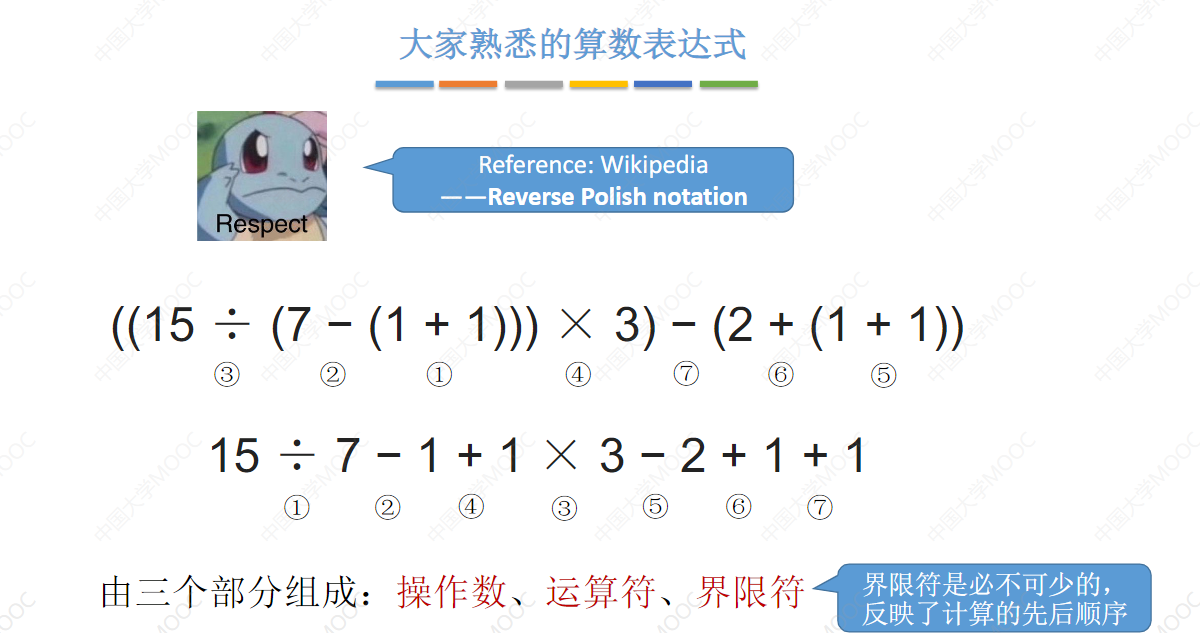 大家熟悉的算数表达式
Reference: Wikipedia
——Reverse Polish notation
Respect
((15 ÷ (7 − (1 + 1))) × 3) − (2 + (1 + 1))
③ ② ① ④ ⑦ ⑥ ⑤
15 ÷ 7 − 1 + 1 × 3 − 2 + 1 + 1
① ② ④ ③ ⑤ ⑥ ⑦
由三个部分组成：操作数、运算符、界限符
界限符是必不可少的，
反映了计算的先后顺序
中国大学MOOC